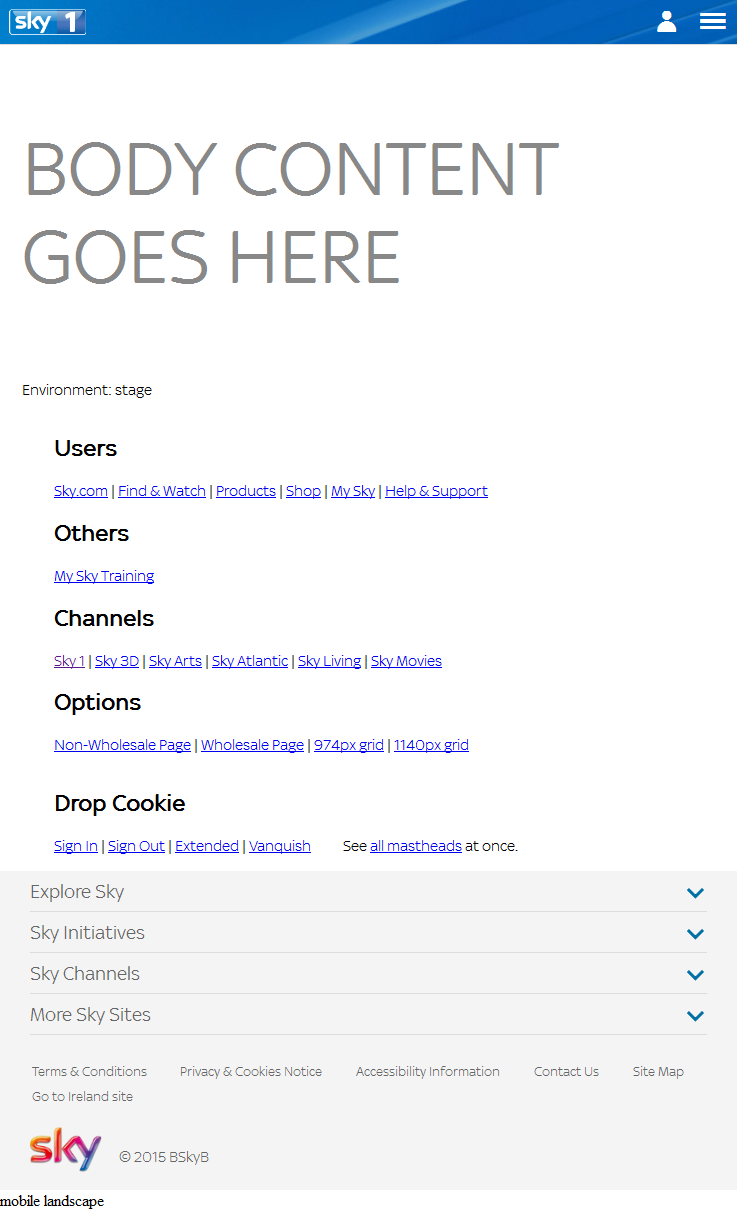 sky 1
BODY CONTENT
GOES HERE
Environment: stage
Users
Sky.com | Find & Watch | Products | Shop | My Sky | Help & Support
Others
My Sky Training
Channels
Sky 1 | Sky 3D | Sky Arts | Sky Atlantic | Sky Living | Sky Movies
Options
Non-Wholesale Page | Wholesale Page | 974px grid | 1140px grid
Drop Cookie
Sign In | Sign Out | Extended | Vanquish See all mastheads at once.
Explore Sky
Sky Initiatives
Sky Channels
More Sky Sites
Terms & Conditions Privacy & Cookies Notice Accessibility Information Contact Us Site Map
Go to Ireland site
sky © 2015 BSkyB
mobile landscape